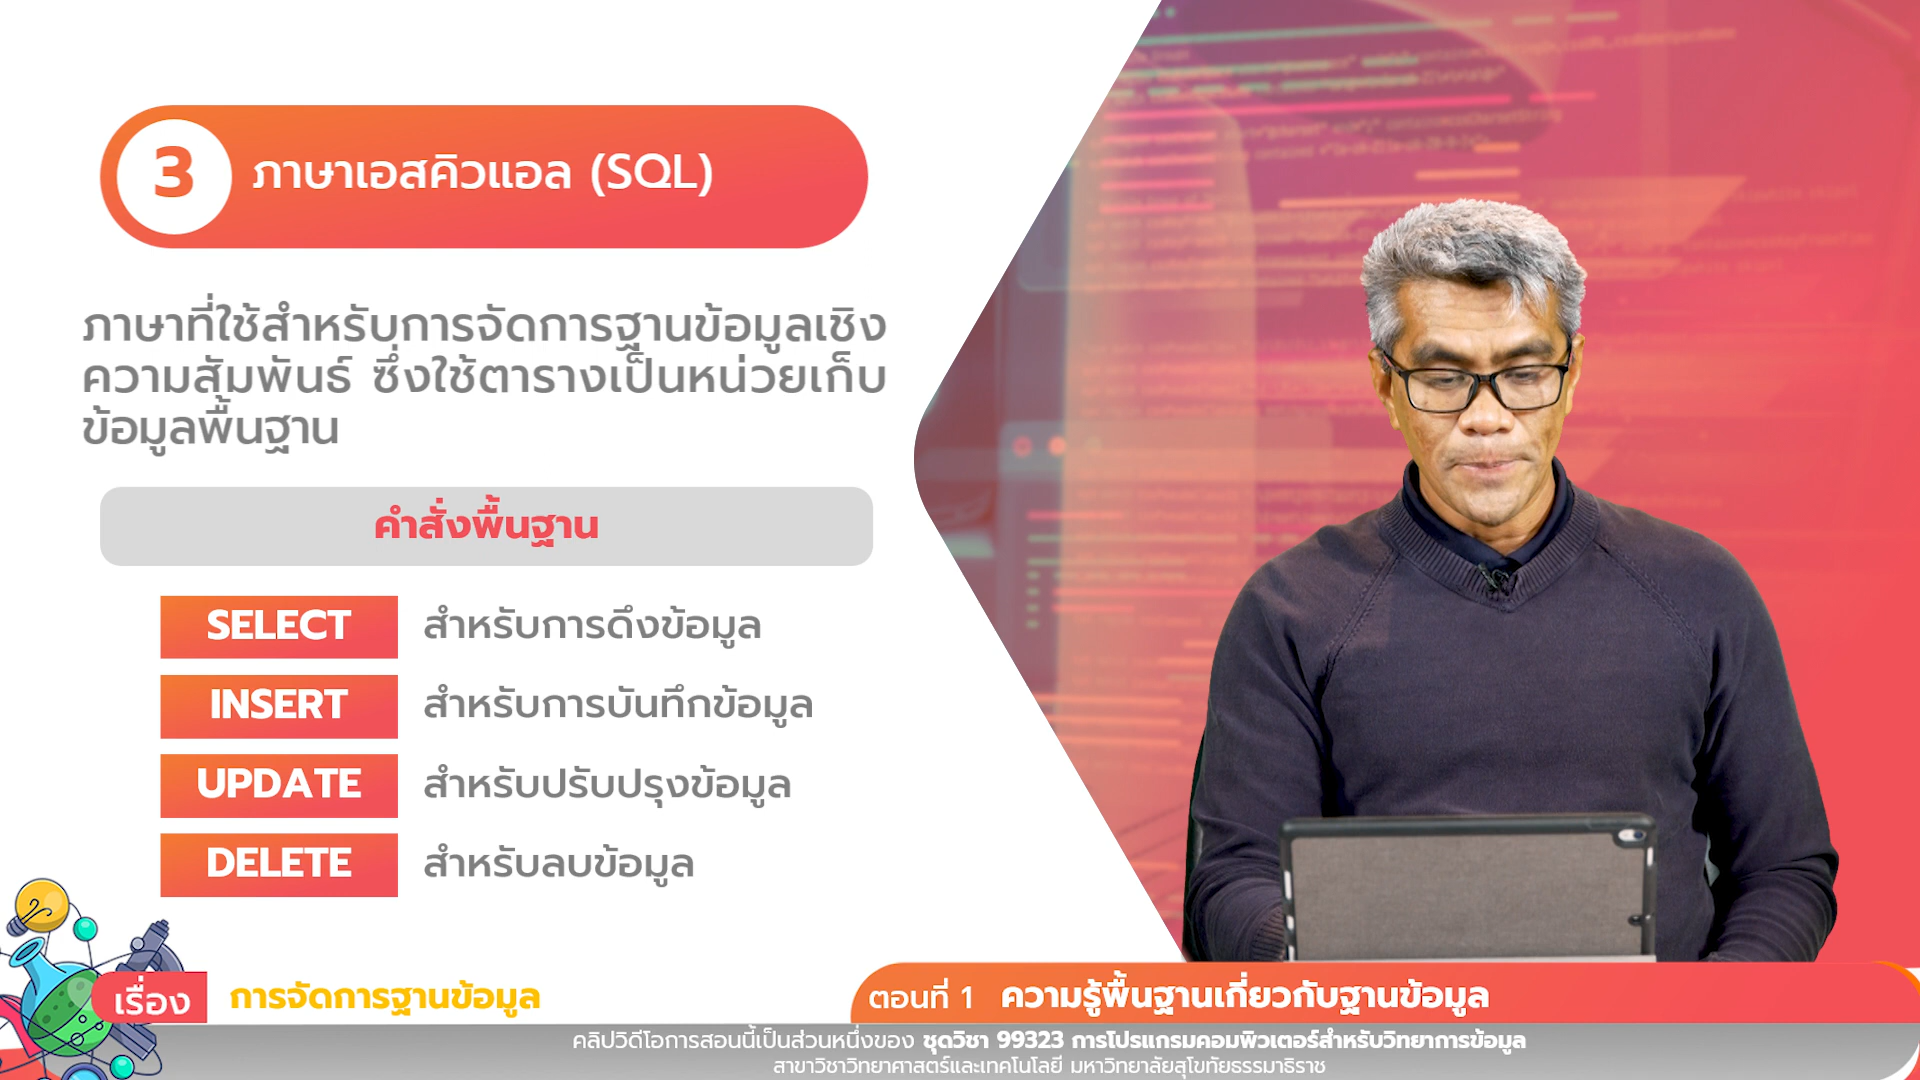 3 ภาษาเอสคิวแอล (SQL)
ภาษาที่ใช้สำหรับการจัดการฐานข้อมูลเชิง
ความสัมพันธ์ ซึ่งใช้ตารางเป็นหน่วยเก็บ
ข้อมูลพื้นฐาน
คำสั่งพื้นฐาน
SELECT สำหรับการดึงข้อมูล
INSERT สำหรับการบันทึกข้อมูล
UPDATE สำหรับปรับปรุงข้อมูล
DELETE สำหรับลบข้อมูล
เรื่อง การจัดการฐานข้อมูล
ตอนที่ 1 ความรู้พื้นฐานเกี่ยวกับฐานข้อมูล
คลิปวิดีโอการสอนนี้เป็นส่วนหนึ่งของ ชุดวิชา 99323 การโปรแกรมคอมพิวเตอร์สำหรับวิทยาการข้อมูล
สาขาวิชาวิทยาศาสตร์และเทคโนโลยี มหาวิทยาลัยสุโขทัยธรรมาธิราช